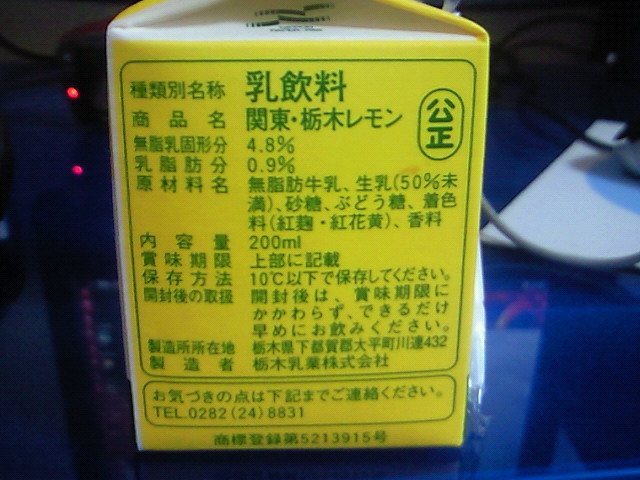 種類別名称 乳飲料
商品名 関東・栃木レモン
公正
無脂乳固形分 4.8%
乳脂肪分 0.9%
原材料名 無脂肪牛乳、生乳(50%未
満)、砂糖、ぶどう糖、着色
料(紅麹・紅花黄)、香料
内容量 200ml
賞味期限 上部に記載
保存方法 10℃以下で保存してください。
開封後の取扱 開封後は、賞味期限に
かかわらず、できるだけ
早めにお飲みください。
製造所所在地 栃木県下都賀郡大平町川連432
製造者 栃木乳業株式会社
お気づきの点は下記までご連絡ください。
TEL.0282(24)8831
商標登録第5213915号